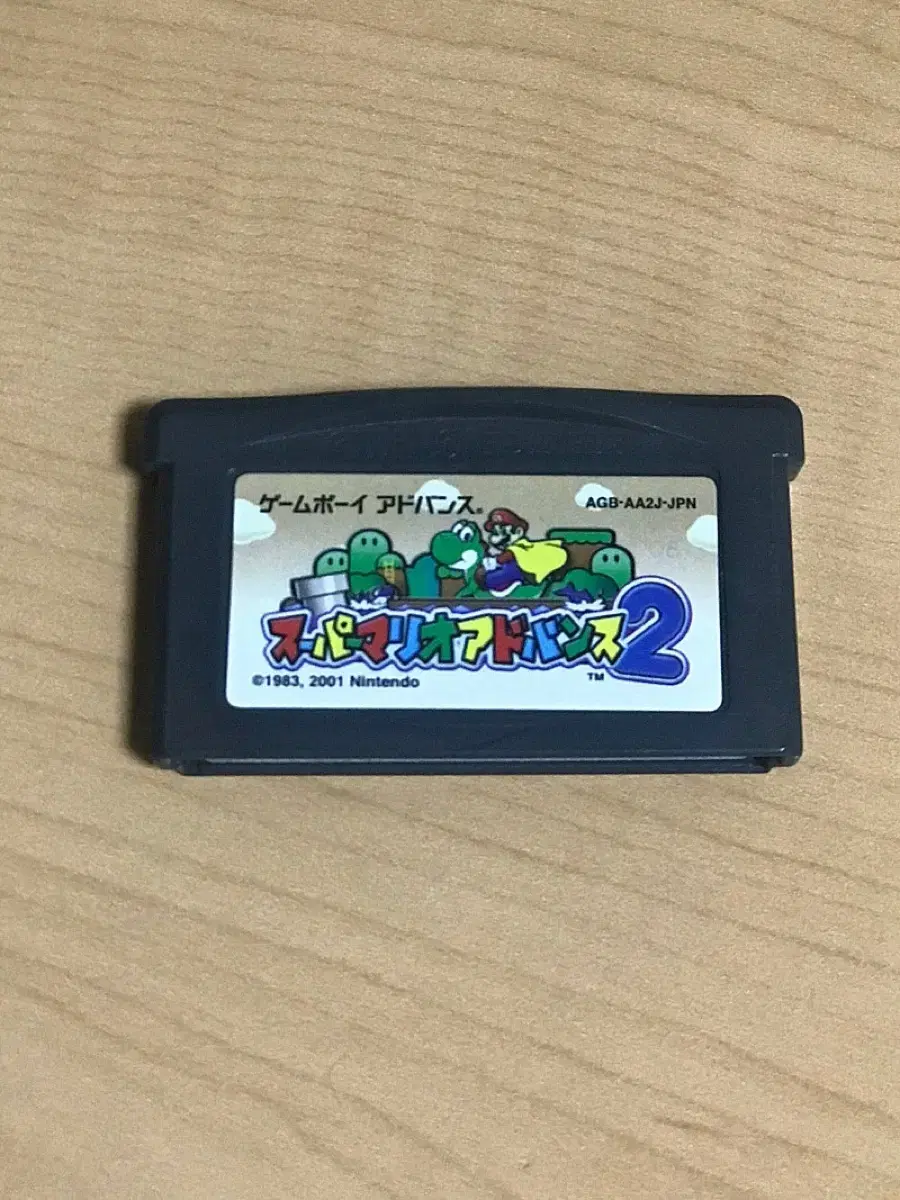 ゲームボーイ アドバンス®
AGB-AA2J-JPN
スーパーマリオアドバンス2
™
©1983, 2001 Nintendo